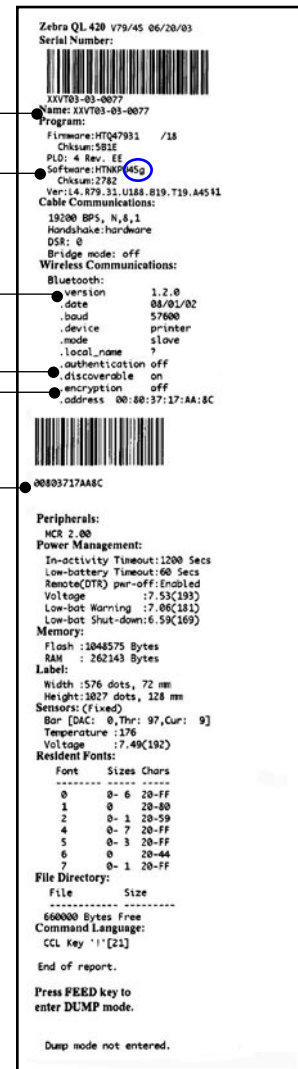 Zebra QL 420 V79/45 06/20/03
Serial Number:
XXVT03-03-0077
Name: XXVT03-03-0077
Program:
Firmware:HTQ47931 /18
Chksum:5B1E
PLD: 4 Rev. EE
Software:HTNKP045g
Chksum:2782
Ver:L4.R79.31.U188.B19.T19.A45$1
Cable Communications:
19200 BPS, N,8,1
Handshake:hardware
DSR: 0
Bridge mode: off
Wireless Communications:
Bluetooth:
.version 1.2.0
.date 08/01/02
.baud 57600
.device printer
.mode slave
.local_name ?
.authentication off
.discoverable on
.encryption off
.address 00:80:37:17:AA:8C
00803717AA8C
Peripherals:
MCR 2.00
Power Management:
In-activity Timeout:1200 Secs
Low-battery Timeout:60 Secs
Remote(DTR) pwr-off:Enabled
Voltage :7.53(193)
Low-bat Warning :7.06(181)
Low-bat Shut-down:6.59(169)
Memory:
Flash :1048575 Bytes
RAM : 262143 Bytes
Label:
Width :576 dots, 72 mm
Height:1027 dots, 128 mm
Sensors: (Fixed)
Bar [DAC: 0,Thr: 97,Cur: 9]
Temperature :176
Voltage :7.49(192)
Resident Fonts:
Font Sizes Chars
-------- ----- -----
0 0- 6 20-FF
1 0 20-80
2 0- 1 20-59
4 0- 7 20-FF
5 0- 3 20-FF
6 0 20-44
7 0- 1 20-FF
File Directory:
File Size
------------ ---------
660000 Bytes Free
Command Language:
CCL Key '!'[21]
End of report.
Press FEED key to
enter DUMP mode.
Dump mode not entered.